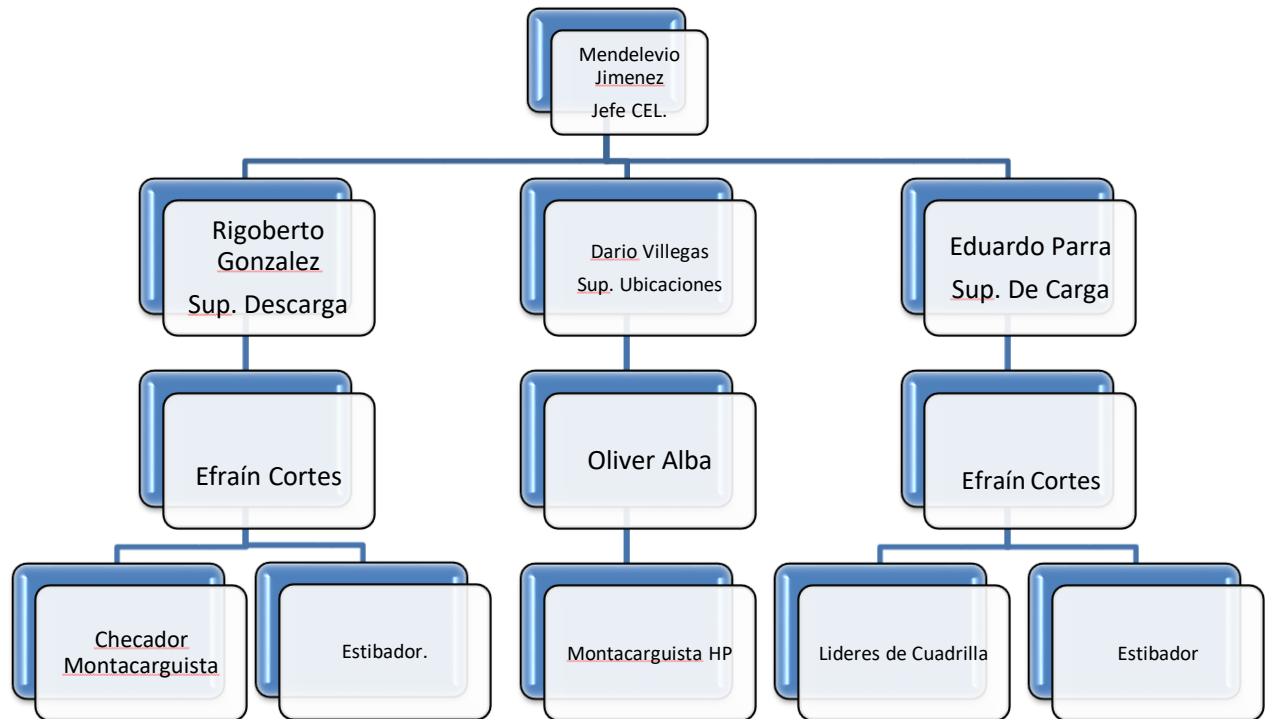 Mendelevio
Jimenez
Jefe CEL.
Rigoberto
Gonzalez
Sup. Descarga
Dario Villegas
Sup. Ubicaciones
Eduardo Parra
Sup. De Carga
Efraín Cortes
Oliver Alba
Efraín Cortes
Checador
Montacarguista
Estibador.
Montacarguista HP
Lideres de Cuadrilla
Estibador